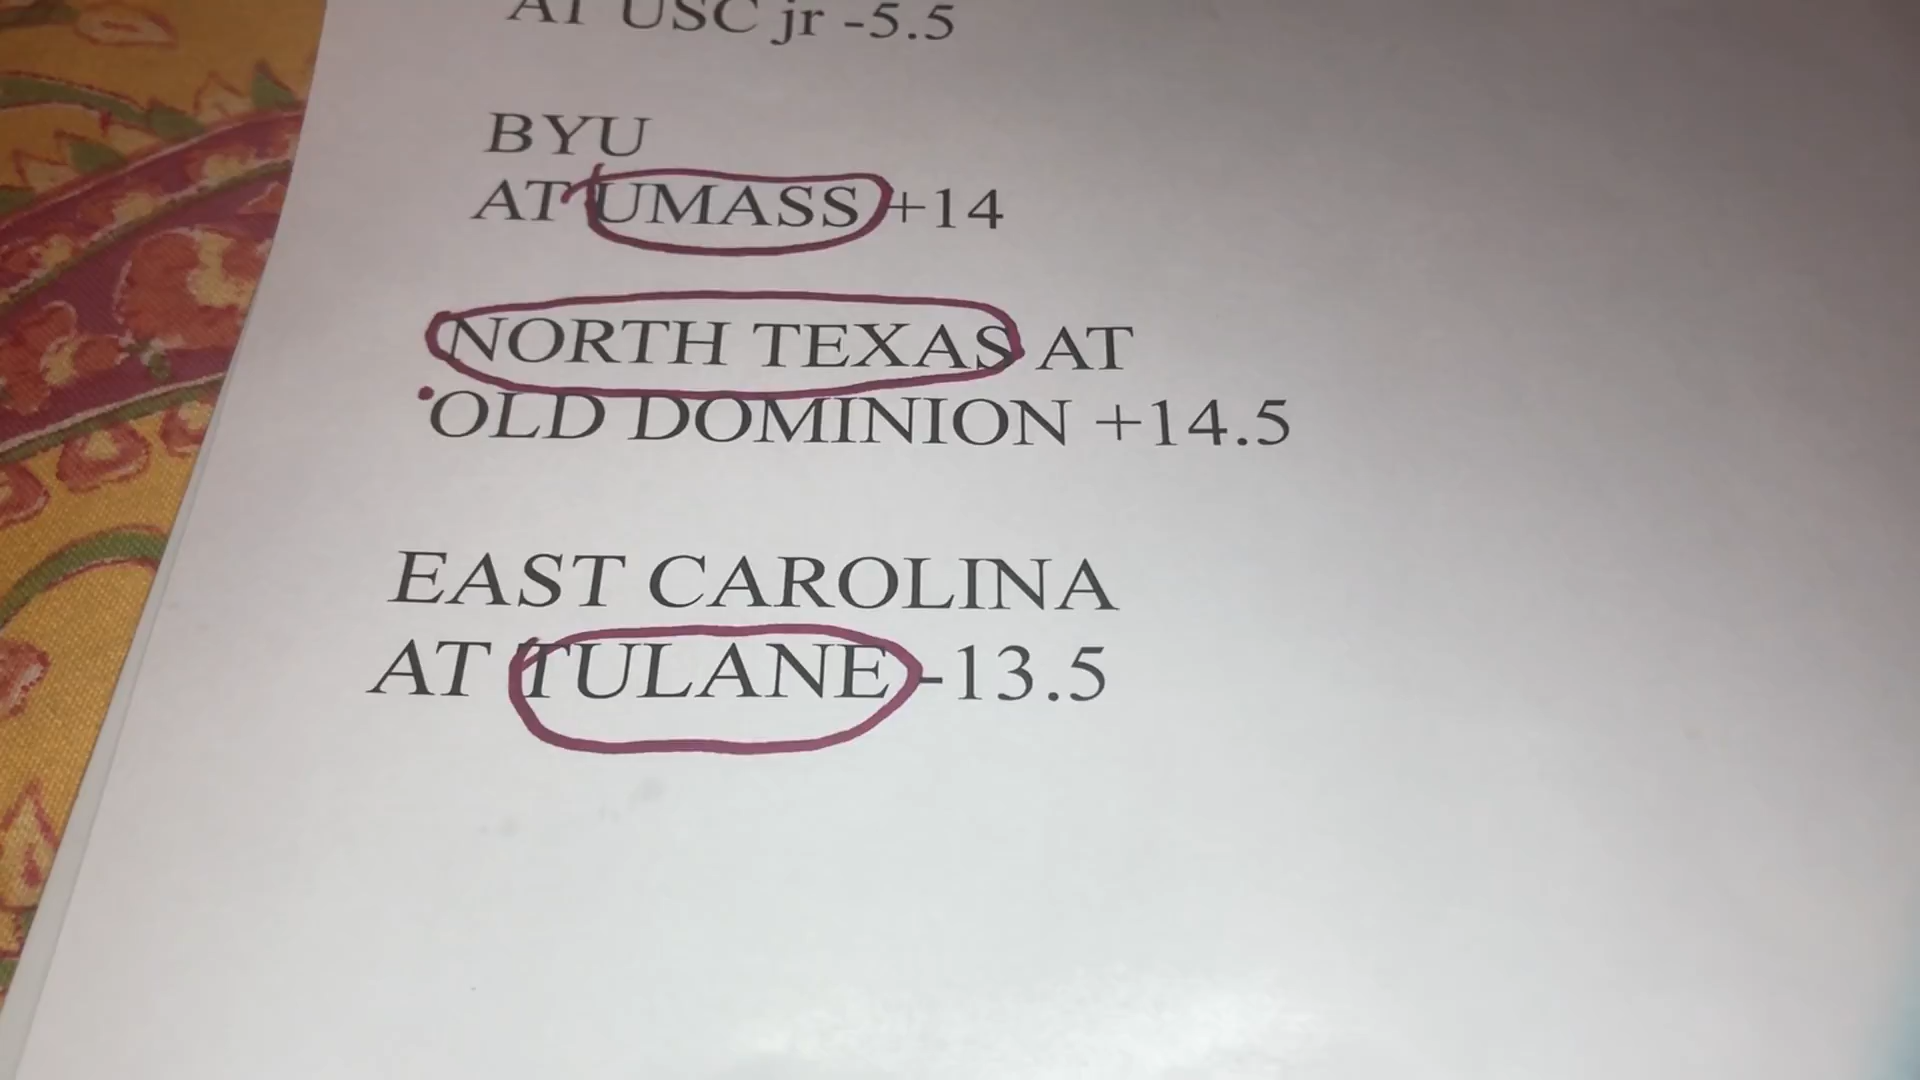 AT USC jr -5.5
BYU
AT UMASS +14
NORTH TEXAS AT
OLD DOMINION +14.5
EAST CAROLINA
AT TULANE -13.5